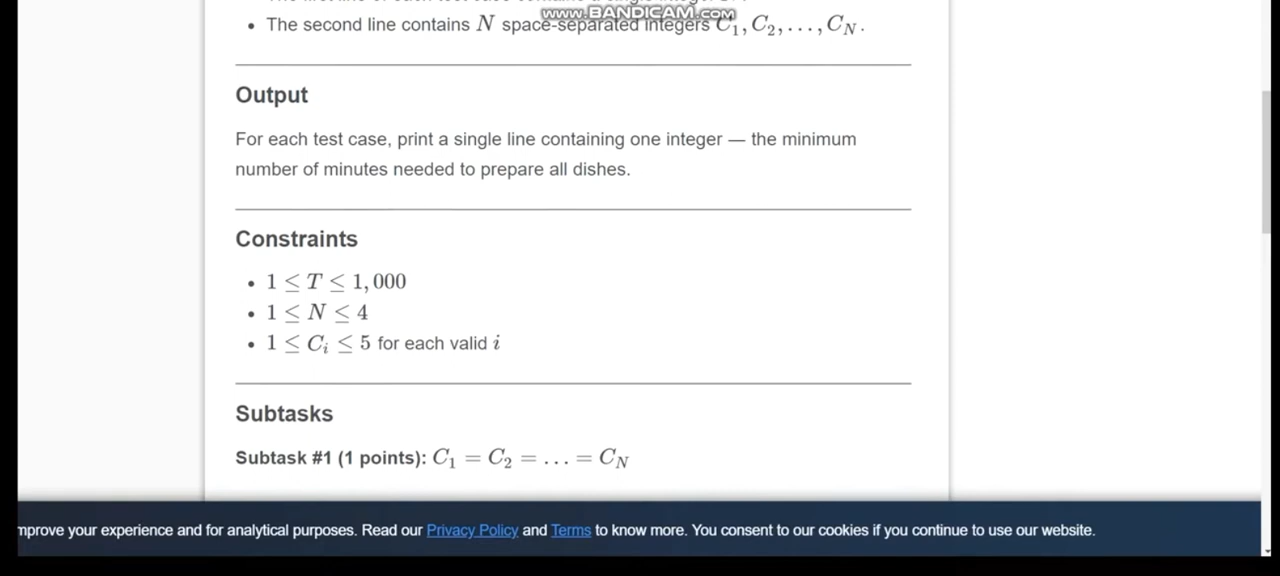 www.BANDICAM.com
• The second line contains N space-separated integers C₁, C₂, . . . , C_N.
Output
For each test case, print a single line containing one integer — the minimum
number of minutes needed to prepare all dishes.
Constraints
• 1 ≤ T ≤ 1, 000
• 1 ≤ N ≤ 4
• 1 ≤ Cᵢ ≤ 5 for each valid i
Subtasks
Subtask #1 (1 points): C₁ = C₂ = . . . = C_N
mprove your experience and for analytical purposes. Read our Privacy Policy and Terms to know more. You consent to our cookies if you continue to use our website.